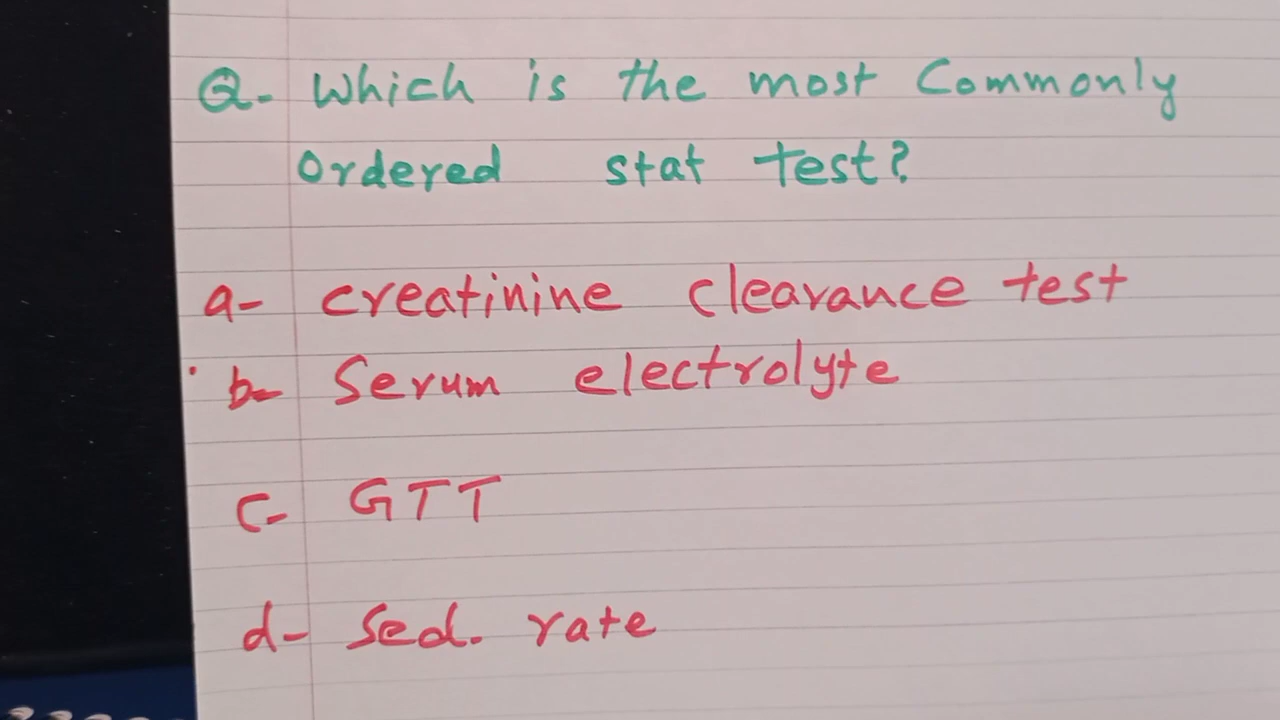 Q- Which is the most Commonly
Ordered stat test?
a- creatinine clearance test
b- Serum electrolyte
c- GTT
d- Sed. rate